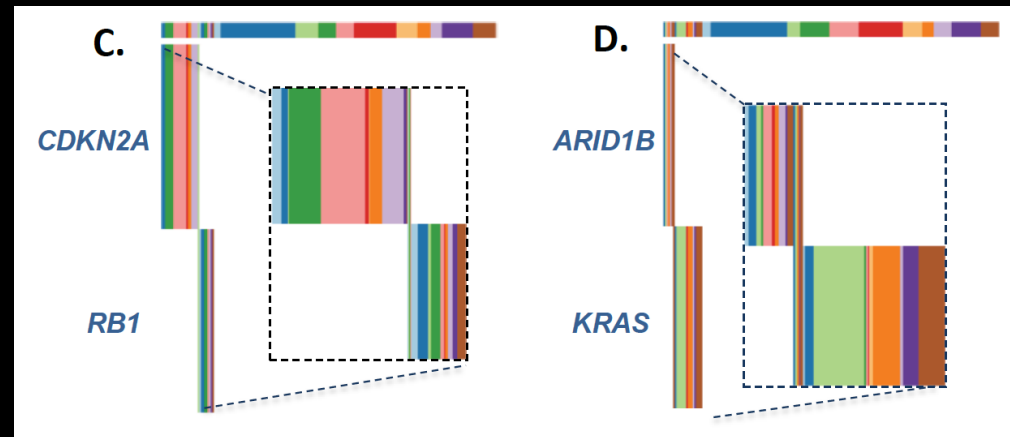 C.
CDKN2A
RB1
D.
ARID1B
KRAS